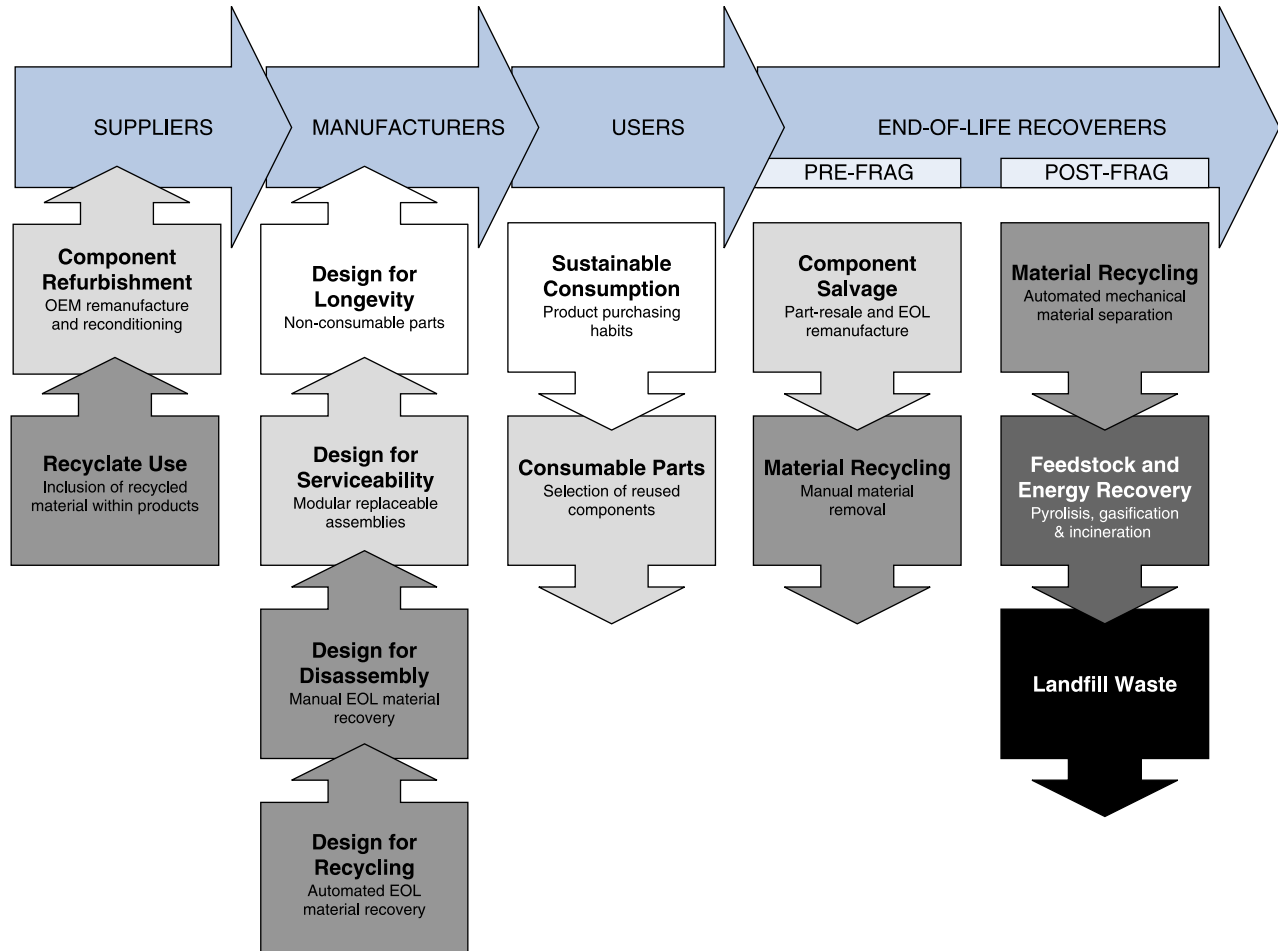 SUPPLIERS
MANUFACTURERS
USERS
END-OF-LIFE RECOVERERS
PRE-FRAG
POST-FRAG
Component
Refurbishment
OEM remanufacture
and reconditioning
Recyclate Use
Inclusion of recycled
material within products
Design for
Longevity
Non-consumable parts
Design for
Serviceability
Modular replaceable
assemblies
Design for
Disassembly
Manual EOL material
recovery
Design for
Recycling
Automated EOL
material recovery
Sustainable
Consumption
Product purchasing
habits
Consumable Parts
Selection of reused
components
Component
Salvage
Part-resale and EOL
remanufacture
Material Recycling
Manual material
removal
Material Recycling
Automated mechanical
material separation
Feedstock and
Energy Recovery
Pyrolisis, gasification
& incineration
Landfill Waste